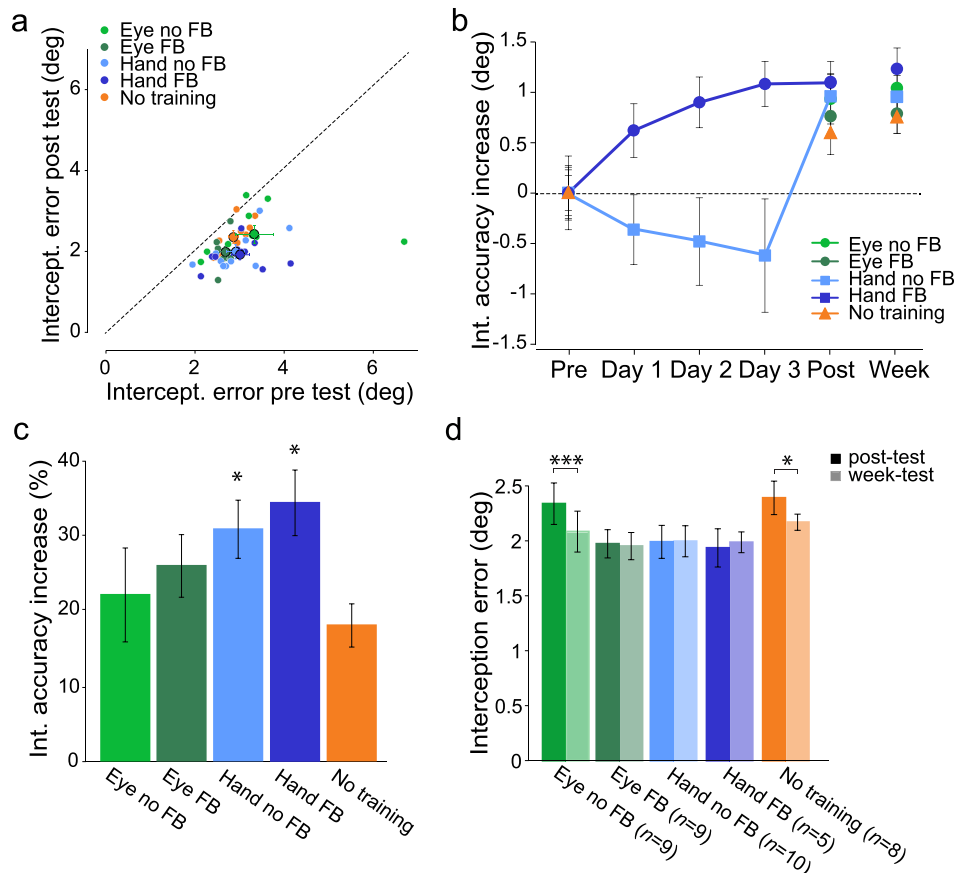 a
Eye no FB
Eye FB
Hand no FB
Hand FB
No training
Intercept. error post test (deg)
6
4
2
0
0 2 4 6
Intercept. error pre test (deg)
b
Int. accuracy increase (deg)
1.5
1
0.5
0
-0.5
-1
-1.5
Eye no FB
Eye FB
Hand no FB
Hand FB
No training
Pre Day 1 Day 2 Day 3 Post Week
c
Int. accuracy increase (%)
40
30
20
10
0
* *
Eye no FB
Eye FB
Hand no FB
Hand FB
No training
d
post-test
week-test
Interception error (deg)
2.5
2
1.5
1
0.5
0
*** *
Eye no FB (n=9)
Eye FB (n=9)
Hand no FB (n=10)
Hand FB (n=5)
No training (n=8)